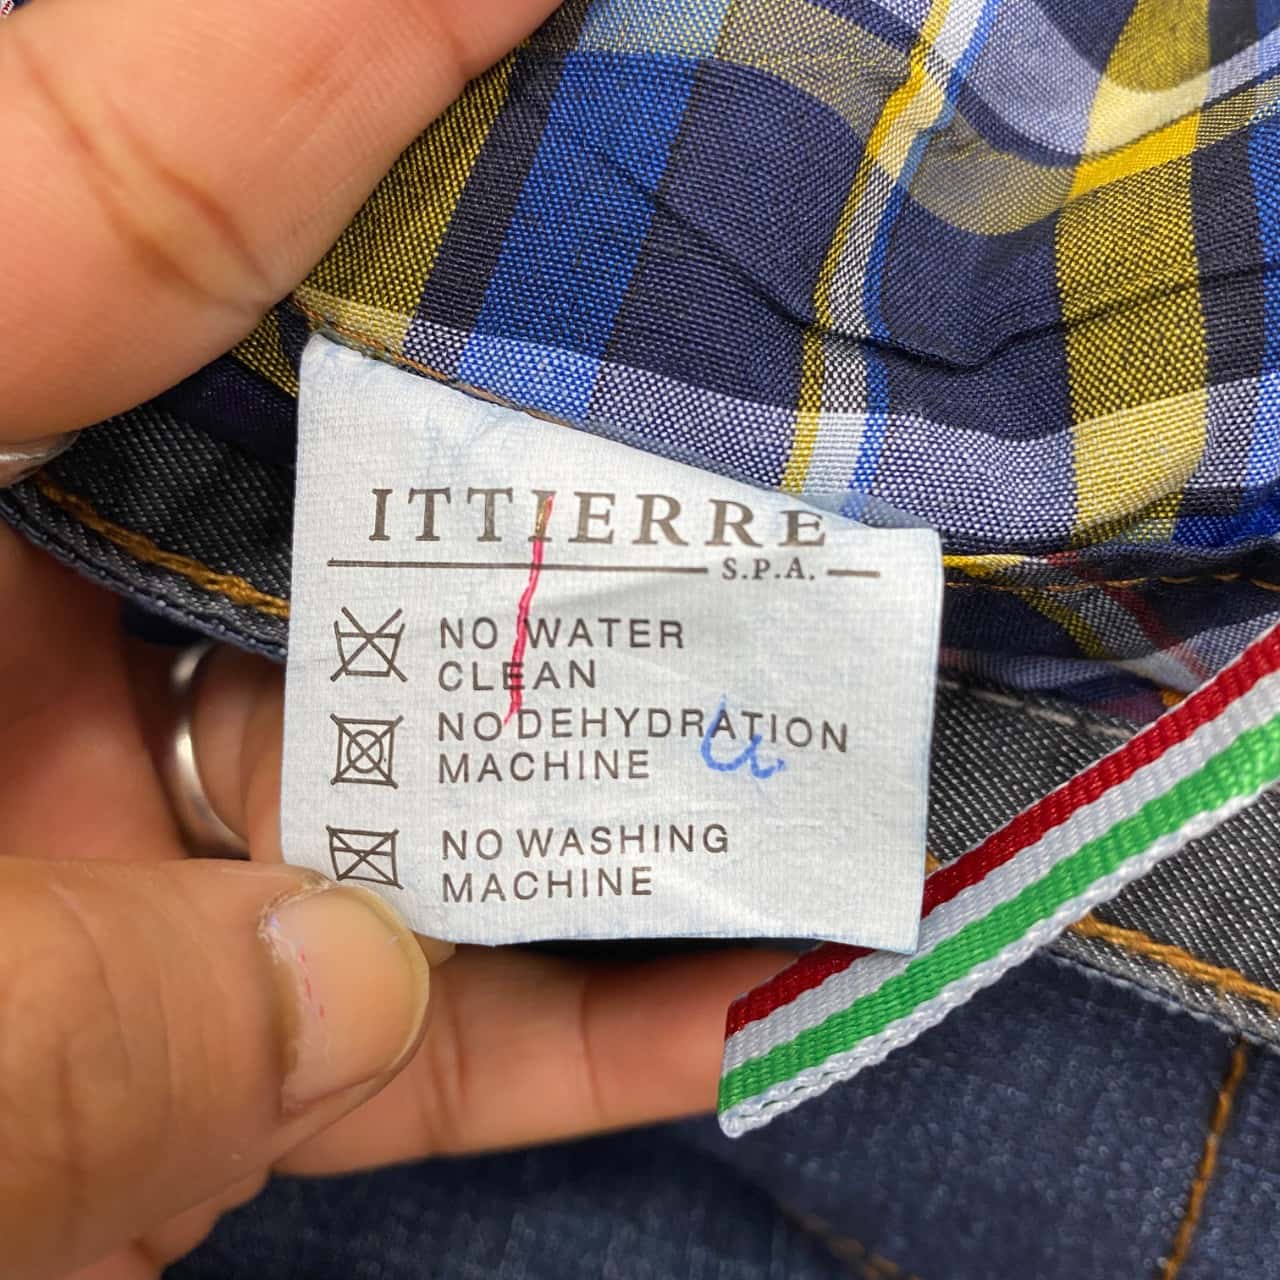 ITTIERRE
S.P.A.
NO WATER
CLEAN
NO DEHYDRATION
MACHINE
NO WASHING
MACHINE